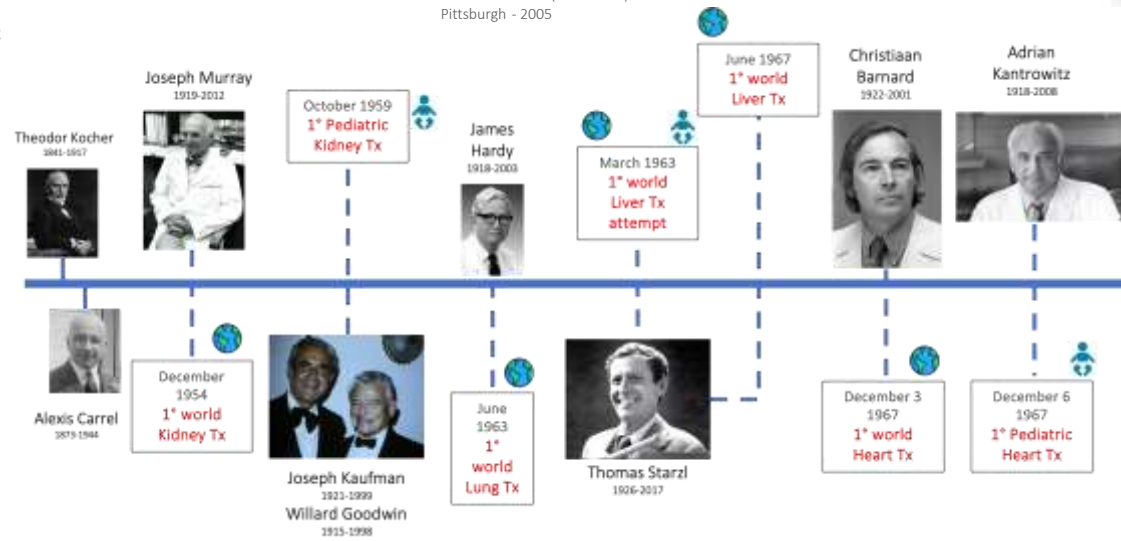 Pittsburgh - 2005
Theodor Kocher
1841-1917
Alexis Carrel
1873-1944
Joseph Murray
1919-2012
December
1954
1° world
Kidney Tx
October 1959
1° Pediatric
Kidney Tx
Joseph Kaufman
1921-1999
Willard Goodwin
1915-1998
James
Hardy
1918-2003
June
1963
1°
world
Lung Tx
March 1963
1° world
Liver Tx
attempt
Thomas Starzl
1926-2017
June 1967
1° world
Liver Tx
Christiaan
Barnard
1922-2001
December 3
1967
1° world
Heart Tx
Adrian
Kantrowitz
1918-2008
December 6
1967
1° Pediatric
Heart Tx